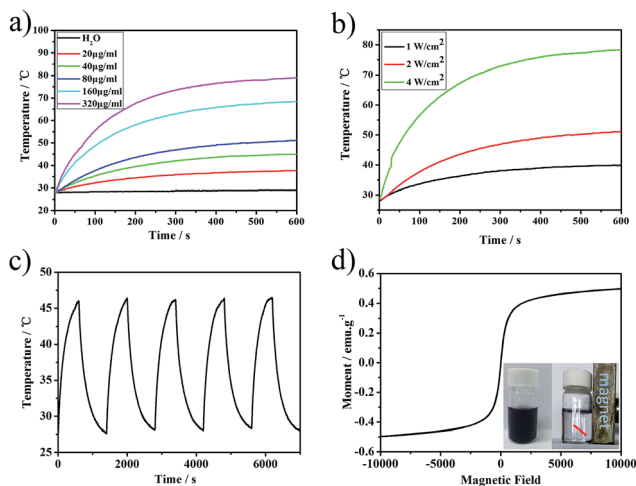 a)
Temperature / ℃
100
90
80
70
60
50
40
30
20
H₂O
20μg/ml
40μg/ml
80μg/ml
160μg/ml
320μg/ml
0 100 200 300 400 500 600
Time / s
b)
Temperature / ℃
80
70
60
50
40
30
1 W/cm²
2 W/cm²
4 W/cm²
0 100 200 300 400 500 600
Time / s
c)
Temperature / ℃
50
45
40
35
30
25
0 2000 4000 6000
Time / s
d)
Moment / emu.g⁻¹
0.6
0.4
0.2
0.0
-0.2
-0.4
-0.6
magnet
-10000 -5000 0 5000 10000
Magnetic Field